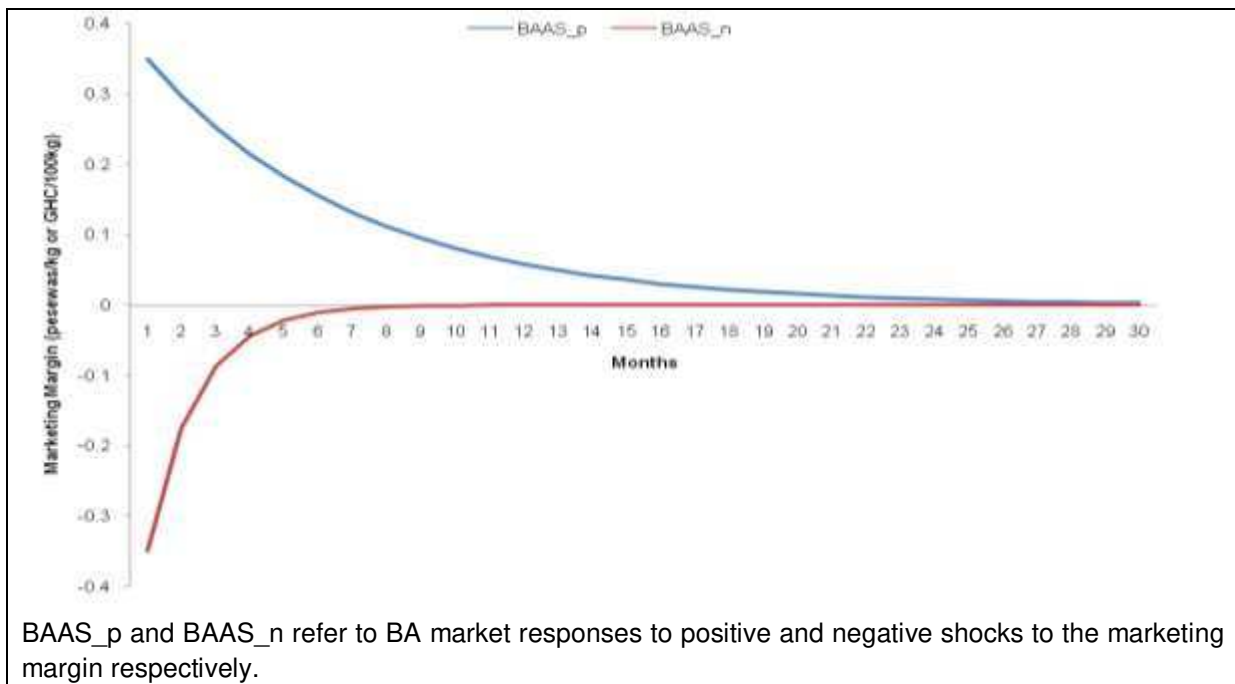 0.4
BAAS_p BAAS_n
0.3
0.2
0.1
0
-0.1
-0.2
-0.3
-0.4
Marketing Margin (pesewas/kg or GHC/100kg)
1 2 3 4 5 6 7 8 9 10 11 12 13 14 15 16 17 18 19 20 21 22 23 24 25 26 27 28 29 30
Months
BAAS_p and BAAS_n refer to BA market responses to positive and negative shocks to the marketing
margin respectively.